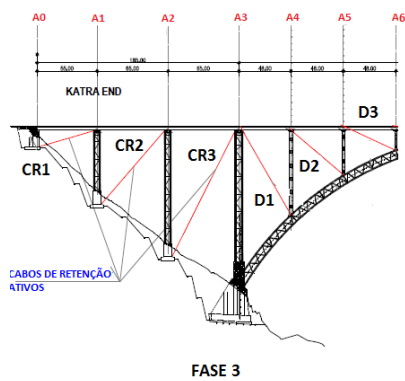 A0 A1 A2 A3 A4 A5 A6
KATRA END
D3
CR1 CR2 CR3 D1 D2
CABOS DE RETENÇÃO
ATIVOS
FASE 3